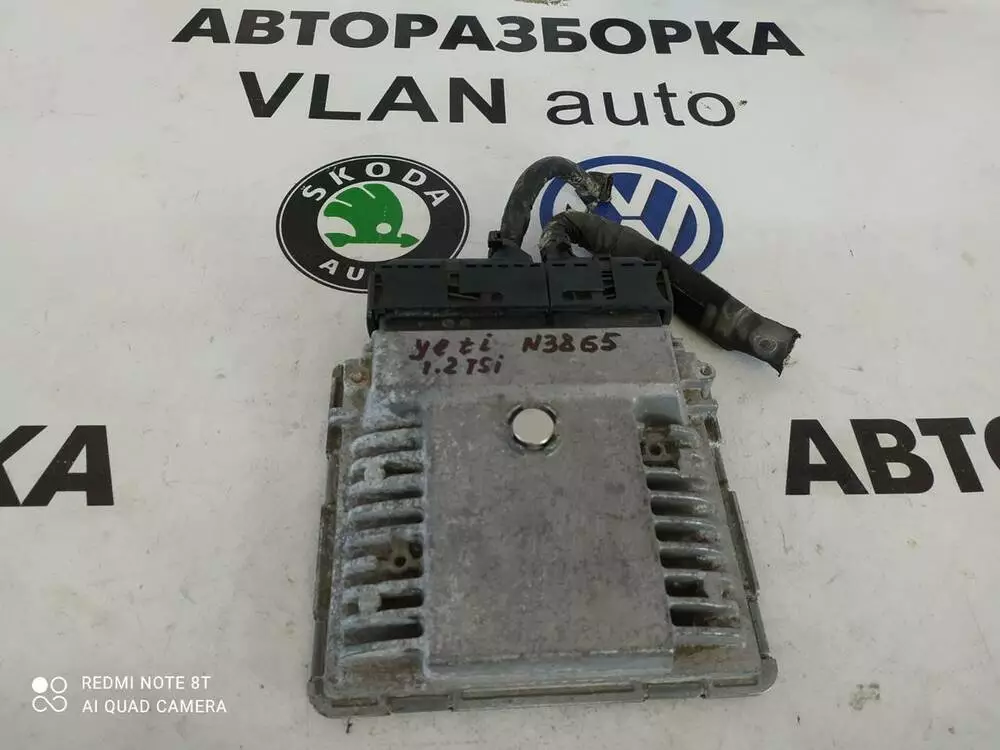 АВТОРАЗБОРКА
VLAN auto
ŠKODA
AU
yeti N3865
1.2 TSi
КА
АВТО
REDMI NOTE 8T
AI QUAD CAMERA